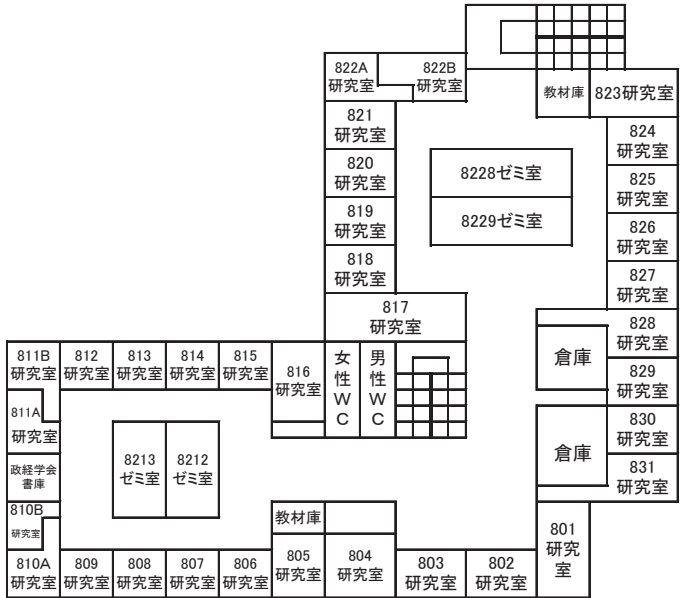 822A
研究室
822B
研究室
教材庫
823研究室
821
研究室
824
研究室
820
研究室
8228ゼミ室
825
研究室
819
研究室
8229ゼミ室
826
研究室
818
研究室
827
研究室
817
研究室
828
研究室
倉庫
829
研究室
811B
研究室
812
研究室
813
研究室
814
研究室
815
研究室
816
研究室
女性WC
男性WC
811A
研究室
倉庫
830
研究室
831
研究室
8213
ゼミ室
8212
ゼミ室
政経学会
書庫
810B
研究室
教材庫
801
研究
室
810A
研究室
809
研究室
808
研究室
807
研究室
806
研究室
805
研究室
804
研究室
803
研究室
802
研究室